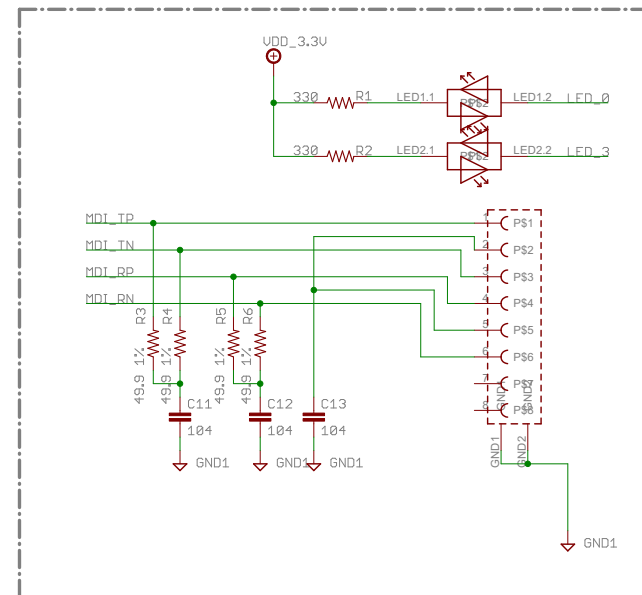 VDD_3.3V
330 R1 LED1.1 P$2 LED1.2 LED_0
330 R2 LED2.1 P$2 LED2.2 LED_3
MDI_TP 1 P$1
MDI_TN 2 P$2
MDI_RP 3 P$3
MDI_RN 4 P$4
R3 R4 R5 R6 5 P$5
49.9 1% 49.9 1% 49.9 1% 49.9 1% 6 P$6
7 P$7
C11 C12 C13 8 P$8
104 104 104
GND1 GND2
GND1 GND1 GND1
GND1